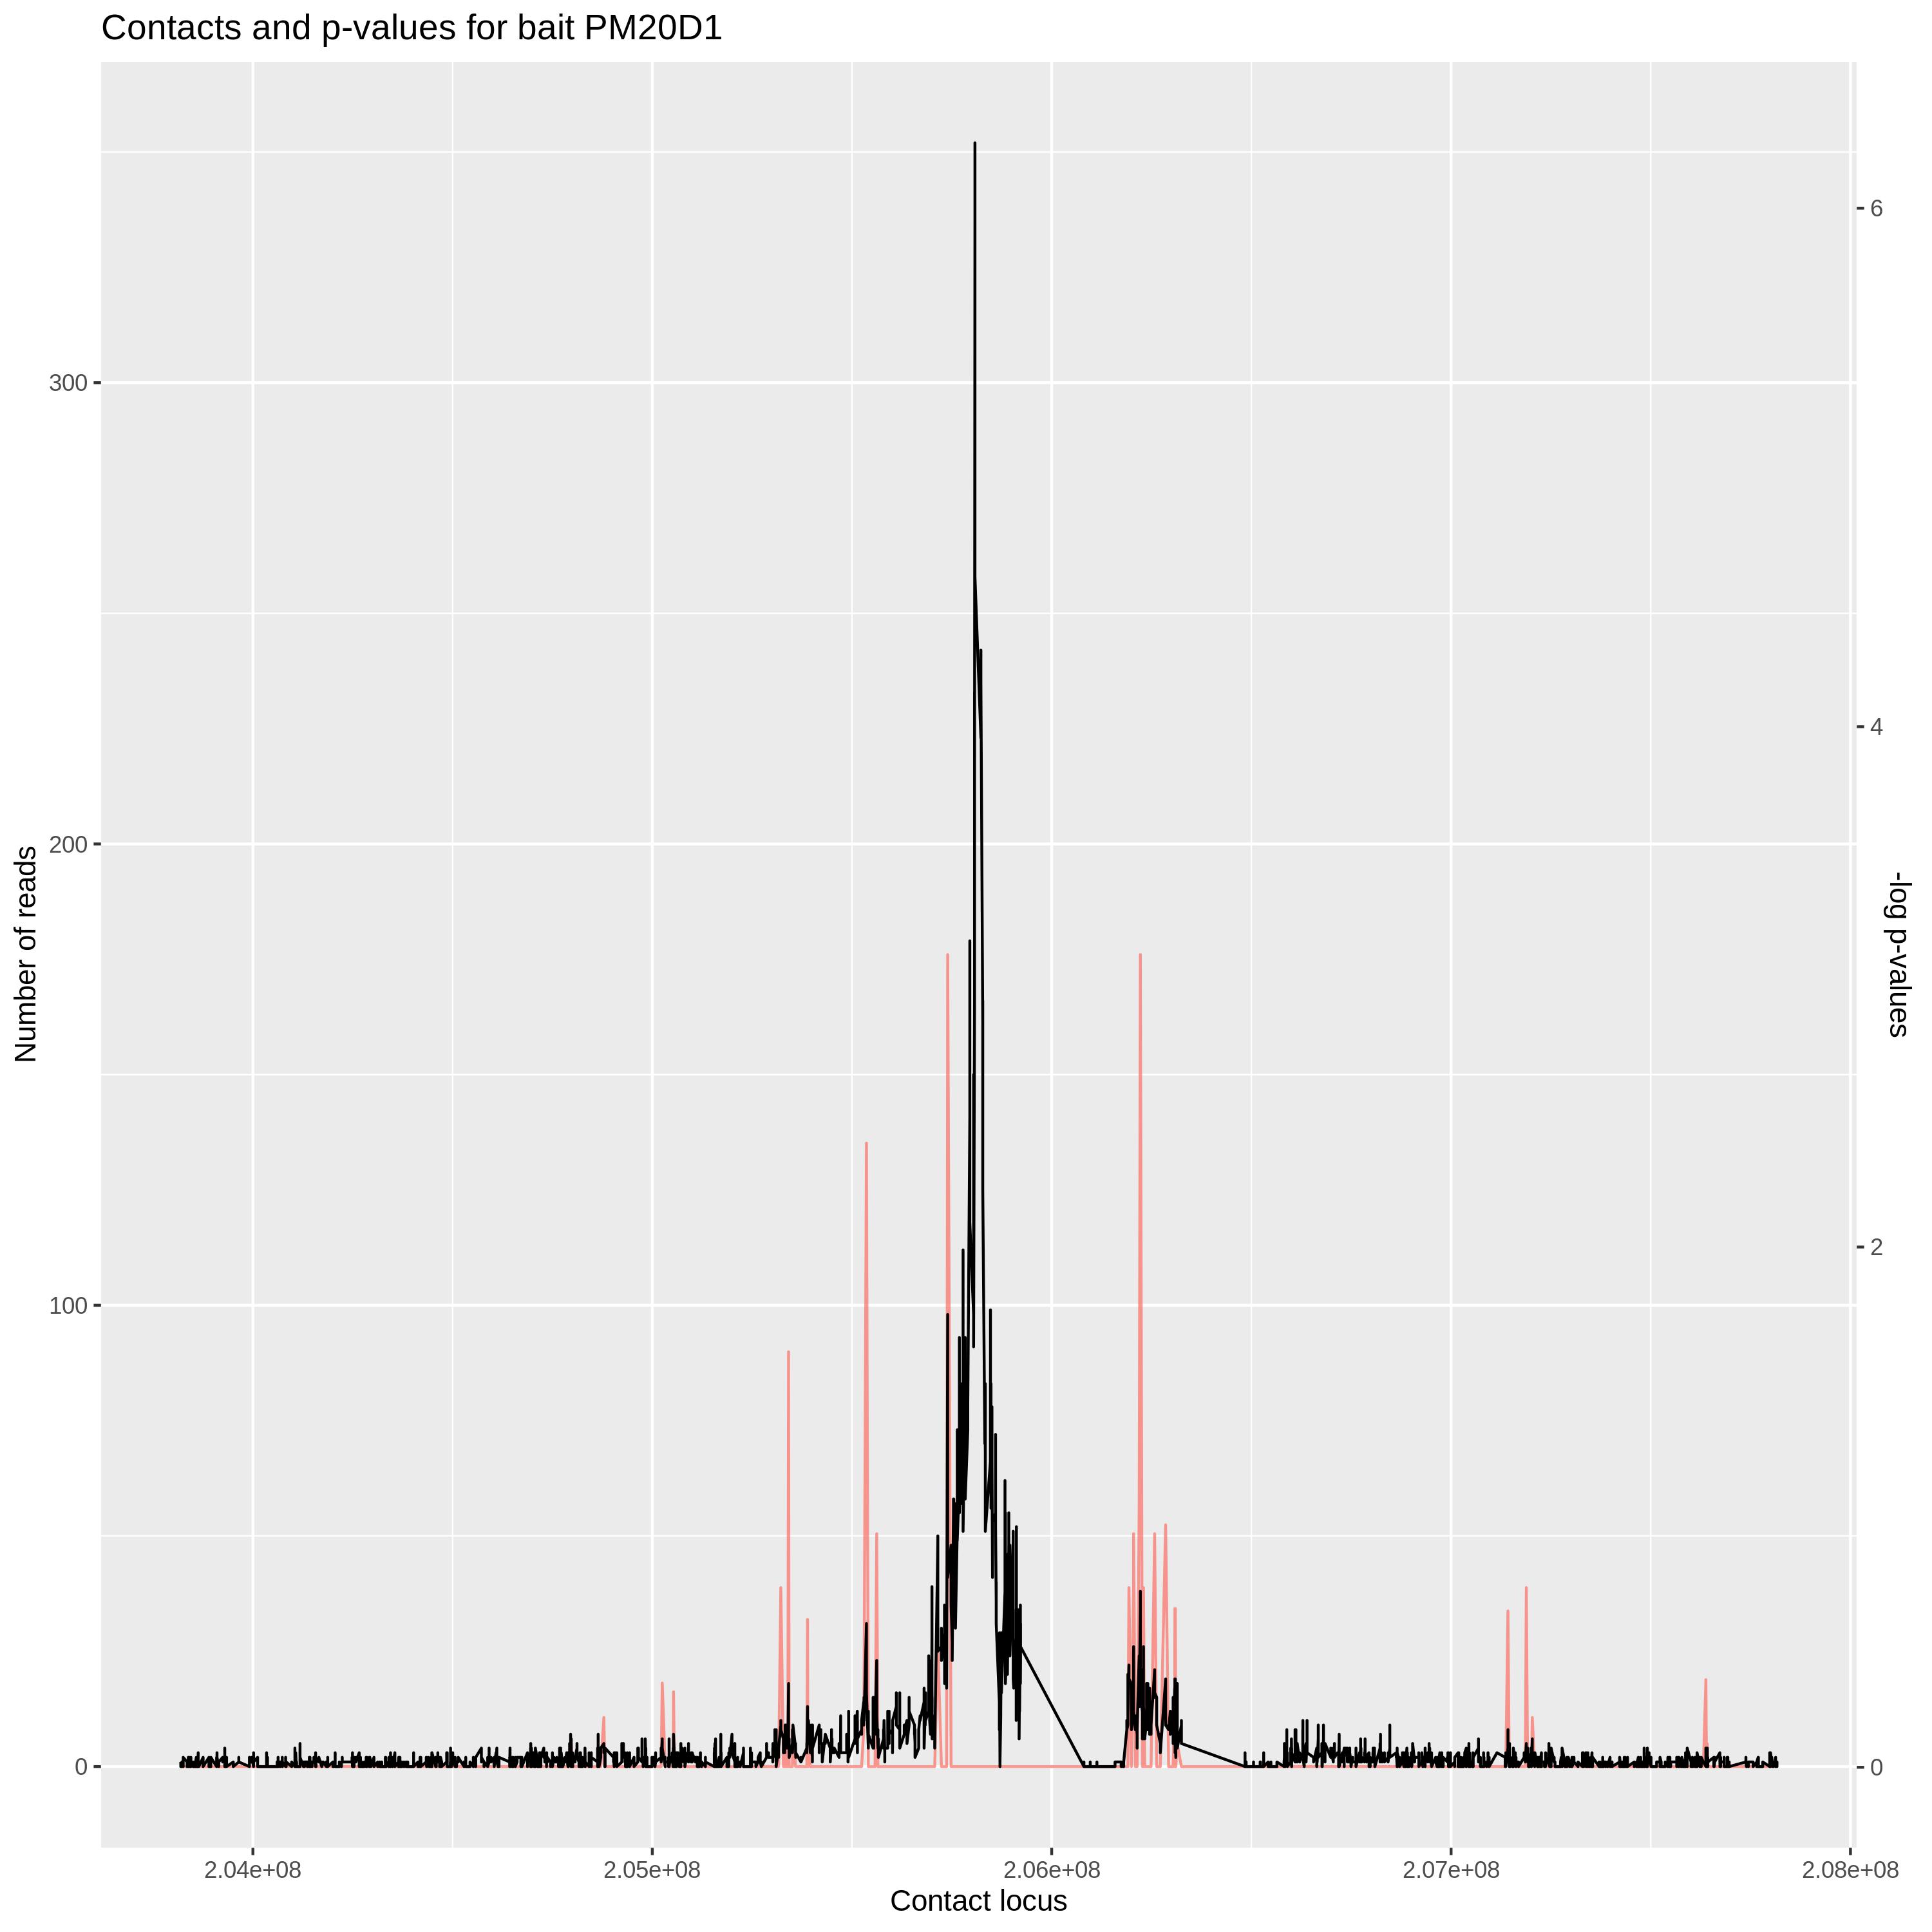 Contacts and p-values for bait PM20D1
300
200
100
0
Number of reads
6
4
2
0
-log p-values
2.04e+08
2.05e+08
2.06e+08
2.07e+08
2.08e+08
Contact locus